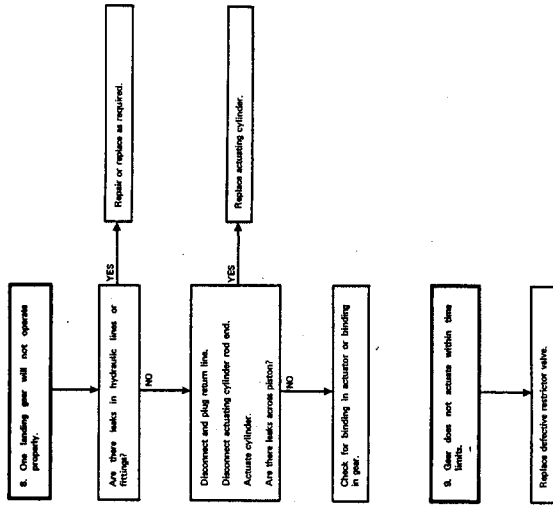 8. One landing gear will not operate
properly.
Are there leaks in hydraulic lines or
fittings?
YES
Repair or replace as required.
NO
Disconnect and plug return line.
Disconnect actuating cylinder rod end.
Actuate cylinder.
Are there leaks across piston?
YES
Replace actuating cylinder.
NO
Check for binding in actuator or binding
in gear.
9. Gear does not actuate within time
limits.
Replace defective restrictor valve.